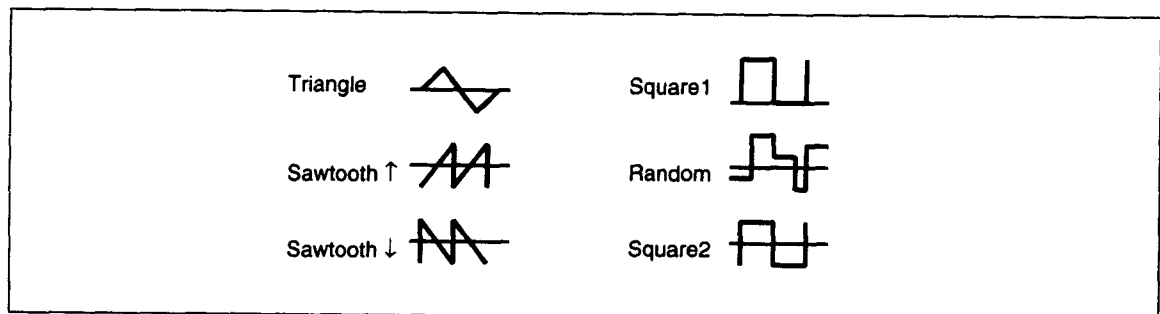 Triangle
Sawtooth ↑
Sawtooth ↓
Square1
Random
Square2